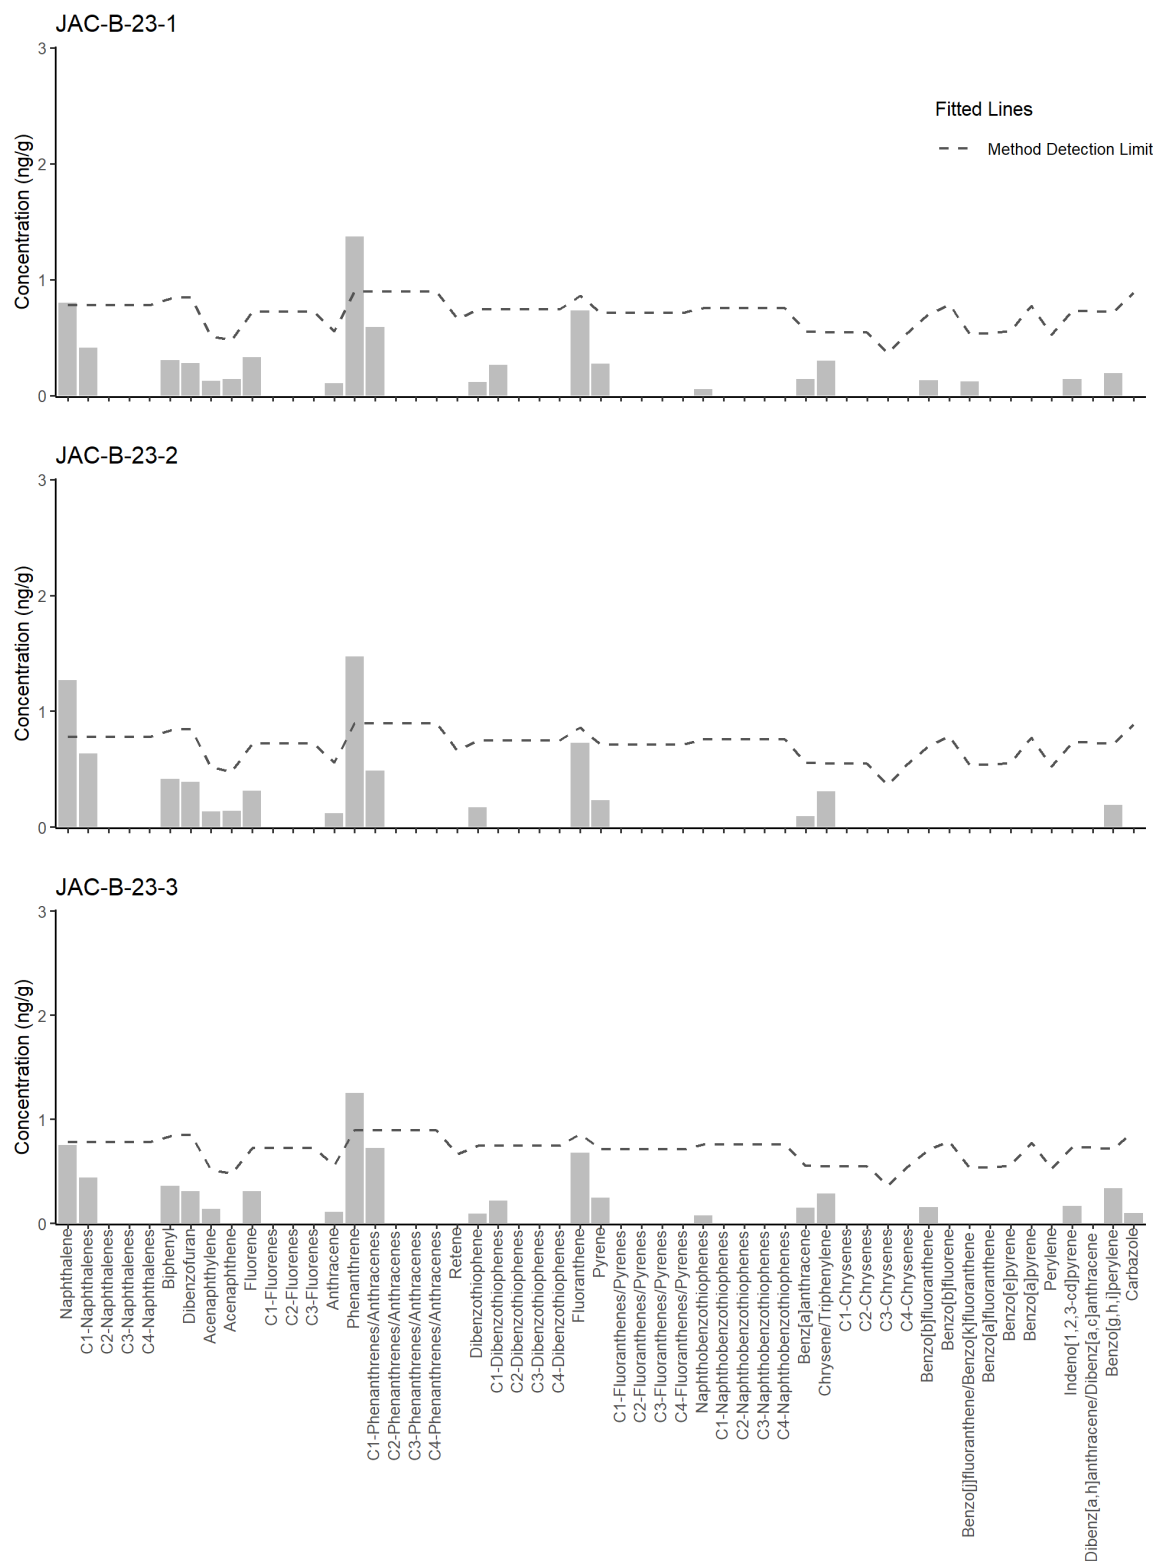 JAC-B-23-1
3
2
1
0
Concentration (ng/g)
Fitted Lines
Method Detection Limit
JAC-B-23-2
3
2
1
0
Concentration (ng/g)
JAC-B-23-3
3
2
1
0
Concentration (ng/g)
Naphthalene
C1-Naphthalenes
C2-Naphthalenes
C3-Naphthalenes
C4-Naphthalenes
Biphenyl
Dibenzofuran
Acenaphthylene
Acenaphthene
Fluorene
C1-Fluorenes
C2-Fluorenes
C3-Fluorenes
Anthracene
Phenanthrene
C1-Phenanthrenes/Anthracenes
C2-Phenanthrenes/Anthracenes
C3-Phenanthrenes/Anthracenes
C4-Phenanthrenes/Anthracenes
Retene
Dibenzothiophene
C1-Dibenzothiophenes
C2-Dibenzothiophenes
C3-Dibenzothiophenes
C4-Dibenzothiophenes
Fluoranthene
Pyrene
C1-Fluoranthenes/Pyrenes
C2-Fluoranthenes/Pyrenes
C3-Fluoranthenes/Pyrenes
C4-Fluoranthenes/Pyrenes
Naphthobenzothiophenes
C1-Naphthobenzothiophenes
C2-Naphthobenzothiophenes
C3-Naphthobenzothiophenes
C4-Naphthobenzothiophenes
Benz[a]anthracene
Chrysene/Triphenylene
C1-Chrysenes
C2-Chrysenes
C3-Chrysenes
C4-Chrysenes
Benzo[b]fluoranthene
Benzo[b]fluorene
Benzo[j]fluoranthene/Benzo[k]fluoranthene
Benzo[a]fluoranthene
Benzo[e]pyrene
Benzo[a]pyrene
Perylene
Indeno[1,2,3-cd]pyrene
Dibenz[a,h]anthracene/Dibenz[a,c]anthracene
Benzo[g,h,i]perylene
Carbazole